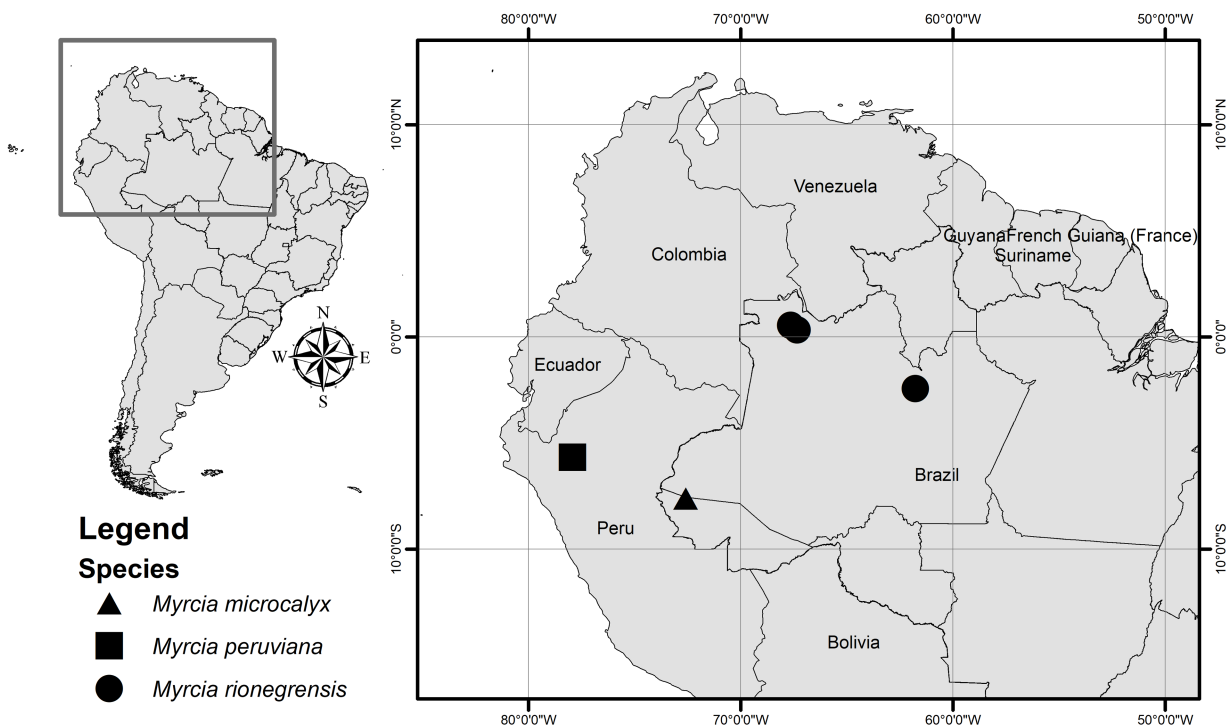 80°0'0"W 70°0'0"W 60°0'0"W 50°0'0"W
10°0'0"N 10°0'0"N
Venezuela
GuyanaFrench Guiana (France)
Colombia
Suriname
N
W E
S
0°0'0" 0°0'0"
Ecuador
Brazil
Peru
10°0'0"S 10°0'0"S
Bolivia
80°0'0"W 70°0'0"W 60°0'0"W 50°0'0"W
Legend
Species
Myrcia microcalyx
Myrcia peruviana
Myrcia rionegrensis